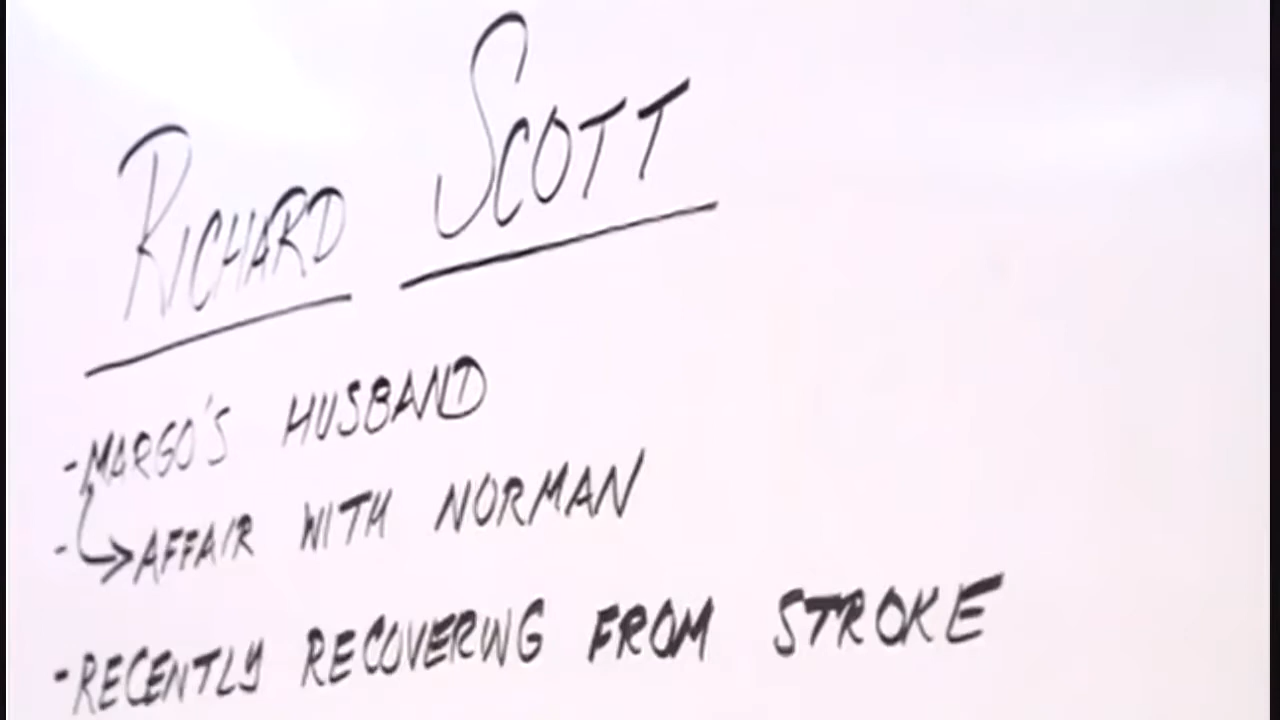 RICHARD SCOTT
-MARGO'S HUSBAND
-→AFFAIR WITH NORMAN
-RECENTLY RECOVERING FROM STROKE